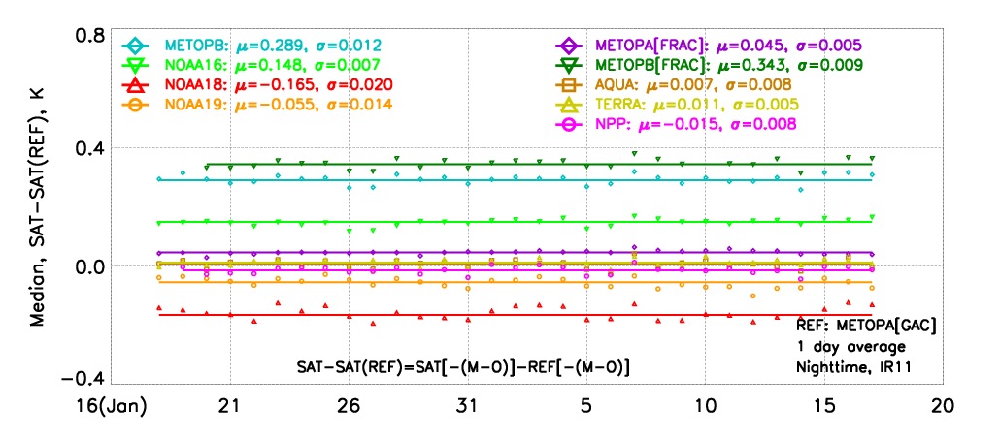 0.8
METOPB: μ=0.289, σ=0.012
NOAA16: μ=0.148, σ=0.007
NOAA18: μ=−0.165, σ=0.020
NOAA19: μ=−0.055, σ=0.014
METOPA[FRAC]: μ=0.045, σ=0.005
METOPB[FRAC]: μ=0.343, σ=0.009
AQUA: μ=0.007, σ=0.008
TERRA: μ=0.011, σ=0.005
NPP: μ=−0.015, σ=0.008
Median, SAT−SAT(REF), K
0.4
0.0
−0.4
REF: METOPA[GAC]
1 day average
Nighttime, IR11
SAT−SAT(REF)=SAT[−(M−O)]−REF[−(M−O)]
16(Jan) 21 26 31 5 10 15 20